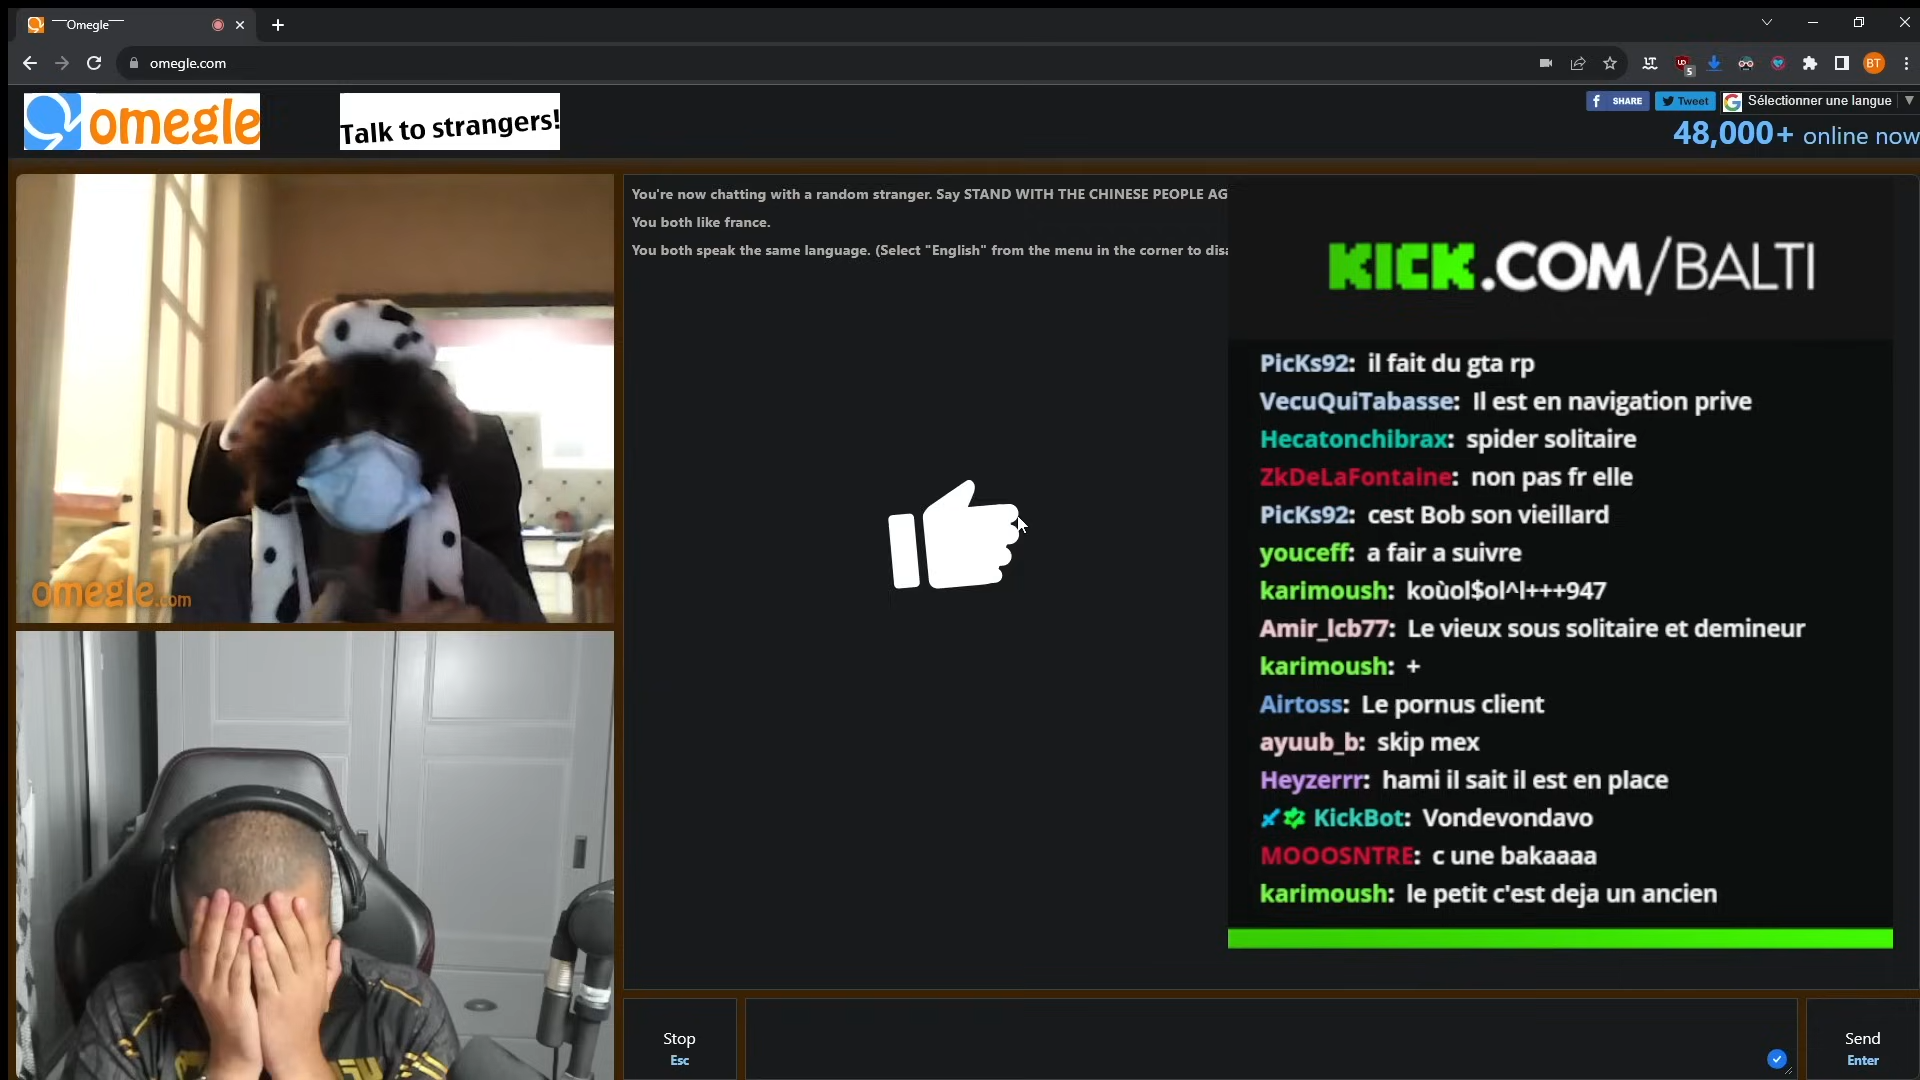 Omegle
omegle.com
5
BT
omegle
Talk to strangers!
SHARE
Tweet
Sélectionner une langue
48,000+ online now
You're now chatting with a random stranger. Say STAND WITH THE CHINESE PEOPLE AG
You both like france.
You both speak the same language. (Select "English" from the menu in the corner to disa
KICK.COM/BALTI
PicKs92: il fait du gta rp
VecuQuiTabasse: Il est en navigation prive
Hecatonchibrax: spider solitaire
ZkDeLaFontaine: non pas fr elle
PicKs92: cest Bob son vieillard
youceff: a fair a suivre
karimoush: koùol$ol^l+++947
Amir_lcb77: Le vieux sous solitaire et demineur
karimoush: +
Airtoss: Le pornus client
ayuub_b: skip mex
Heyzerrr: hami il sait il est en place
KickBot: Vondevondavo
MOOOSNTRE: c une bakaaaa
karimoush: le petit c'est deja un ancien
omegle.com
Stop
Esc
Send
Enter